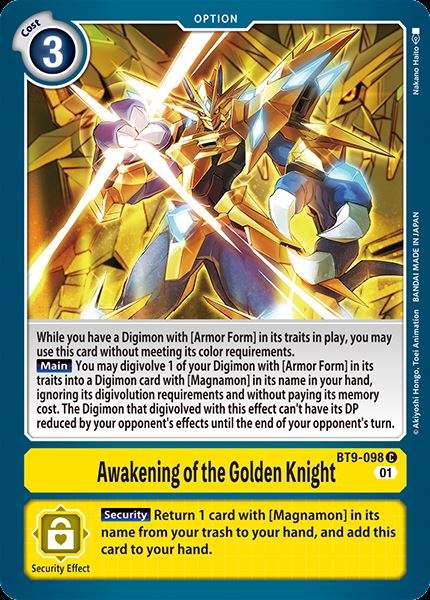 OPTION
Cost
3
Nakano Haito
©Akiyoshi Hongo, Toei Animation BANDAI MADE IN JAPAN
While you have a Digimon with [Armor Form] in its traits in play, you may
use this card without meeting its color requirements.
Main You may digivolve 1 of your Digimon with [Armor Form] in its
traits into a Digimon card with [Magnamon] in its name in your hand,
ignoring its digivolution requirements and without paying its memory
cost. The Digimon that digivolved with this effect can't have its DP
reduced by your opponent's effects until the end of your opponent's turn.
BT9-098 C
Awakening of the Golden Knight
01
Security Return 1 card with [Magnamon] in its
name from your trash to your hand, and add this
card to your hand.
Security Effect